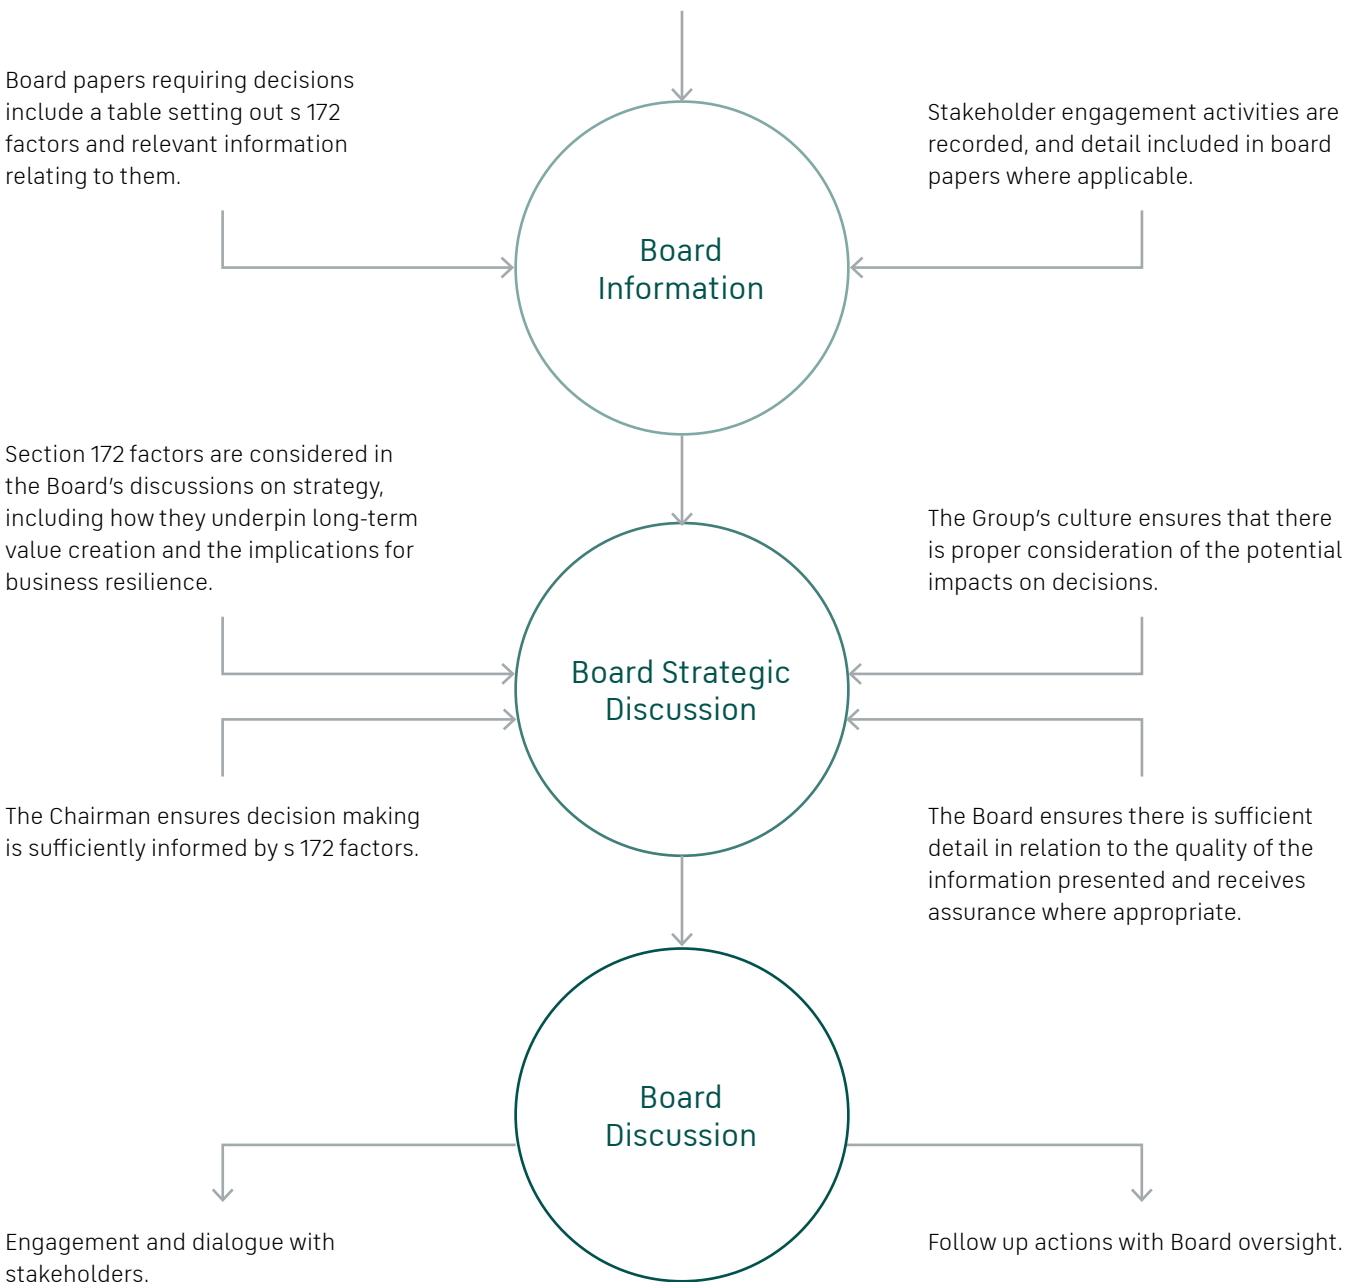 Board papers requiring decisions
include a table setting out s 172
factors and relevant information
relating to them.
Stakeholder engagement activities are
recorded, and detail included in board
papers where applicable.
Board
Information
Section 172 factors are considered in
the Board’s discussions on strategy,
including how they underpin long-term
value creation and the implications for
business resilience.
The Group’s culture ensures that there
is proper consideration of the potential
impacts on decisions.
Board Strategic
Discussion
The Chairman ensures decision making
is sufficiently informed by s 172 factors.
The Board ensures there is sufficient
detail in relation to the quality of the
information presented and receives
assurance where appropriate.
Board
Discussion
Engagement and dialogue with
stakeholders.
Follow up actions with Board oversight.